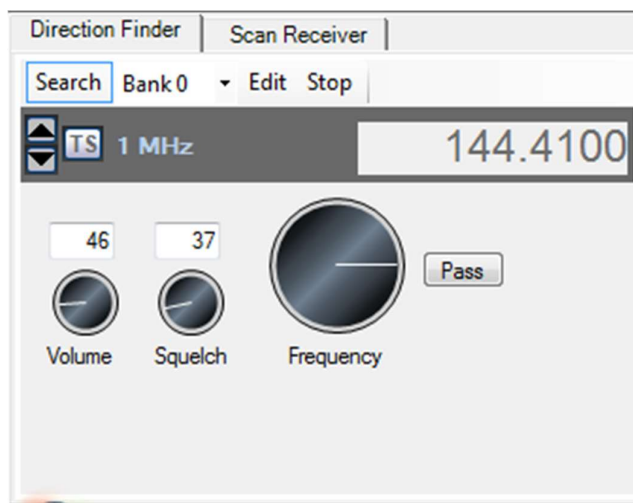 Direction Finder Scan Receiver
Search Bank 0 Edit Stop
TS 1 MHz 144.4100
46 37
Pass
Volume Squelch Frequency